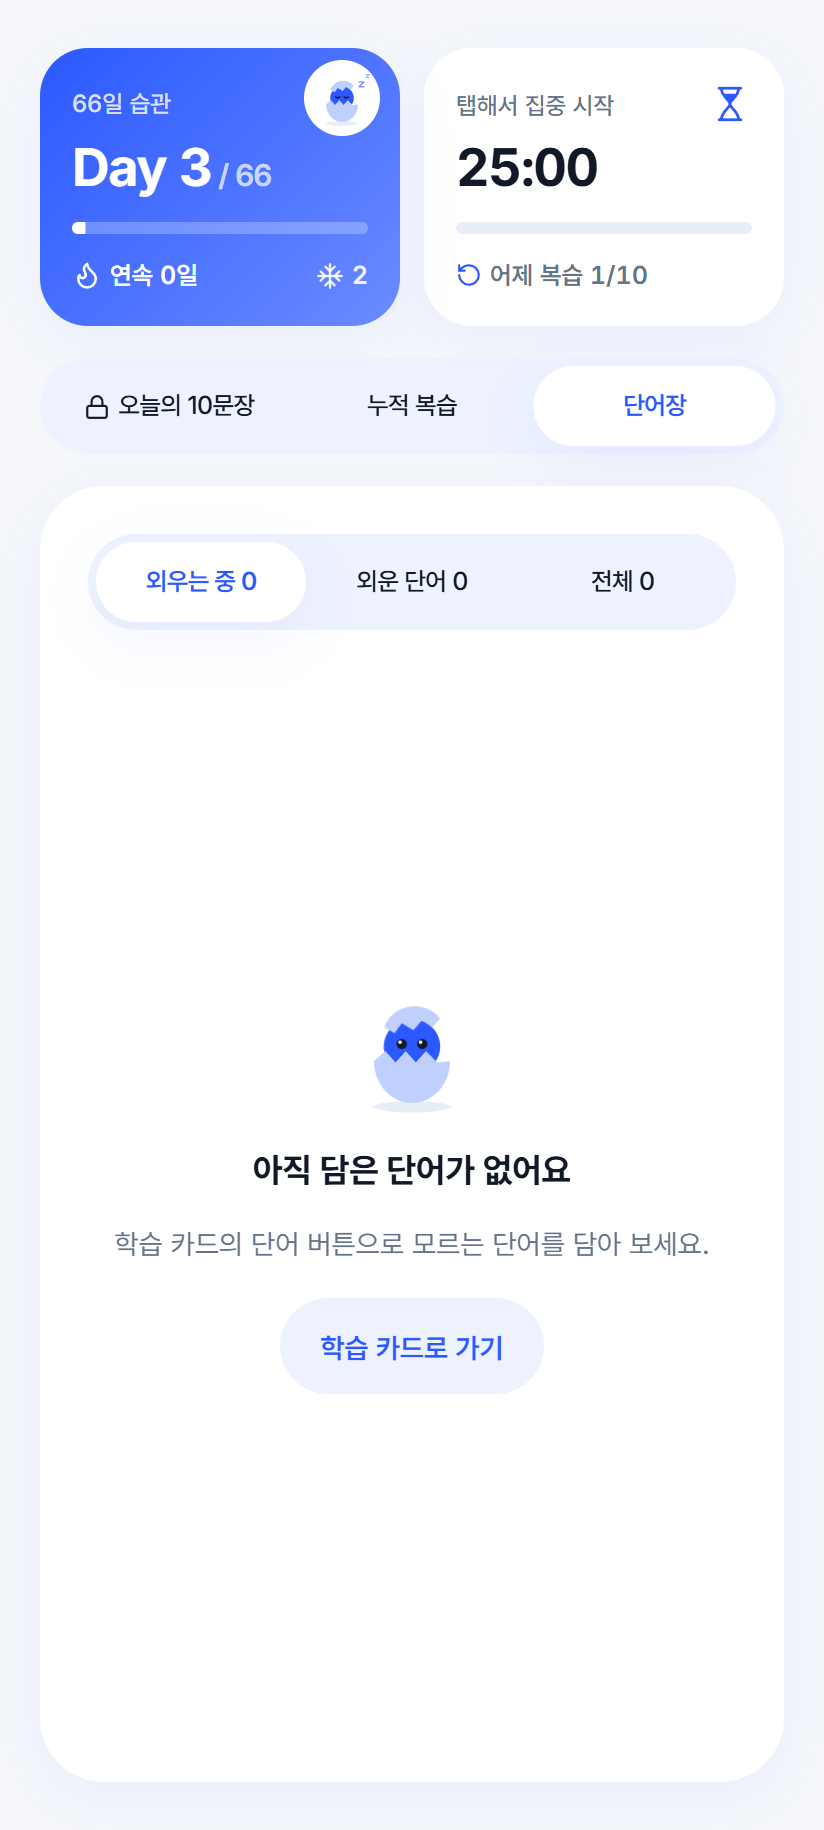 66일 습관
z z
Day 3 / 66
연속 0일
2
탭해서 집중 시작
25:00
어제 복습 1/10
오늘의 10문장
누적 복습
단어장
외우는 중 0
외운 단어 0
전체 0
아직 담은 단어가 없어요
학습 카드의 단어 버튼으로 모르는 단어를 담아 보세요.
학습 카드로 가기